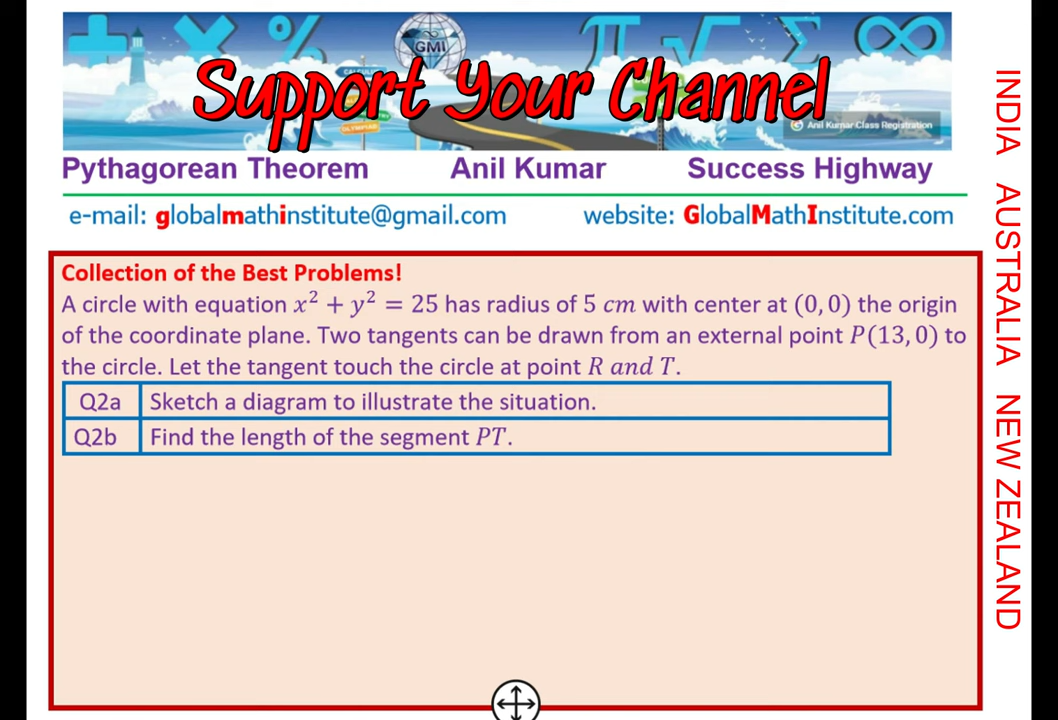 GMI
Support Your Channel
Anil Kumar Class Registration
Pythagorean Theorem Anil Kumar Success Highway
e-mail: globalmathinstitute@gmail.com website: GlobalMathInstitute.com
Collection of the Best Problems!
A circle with equation x² + y² = 25 has radius of 5 cm with center at (0, 0) the origin
of the coordinate plane. Two tangents can be drawn from an external point P(13, 0) to
the circle. Let the tangent touch the circle at point R and T.
Q2a Sketch a diagram to illustrate the situation.
Q2b Find the length of the segment PT.
INDIA AUSTRALIA NEW ZEALAND